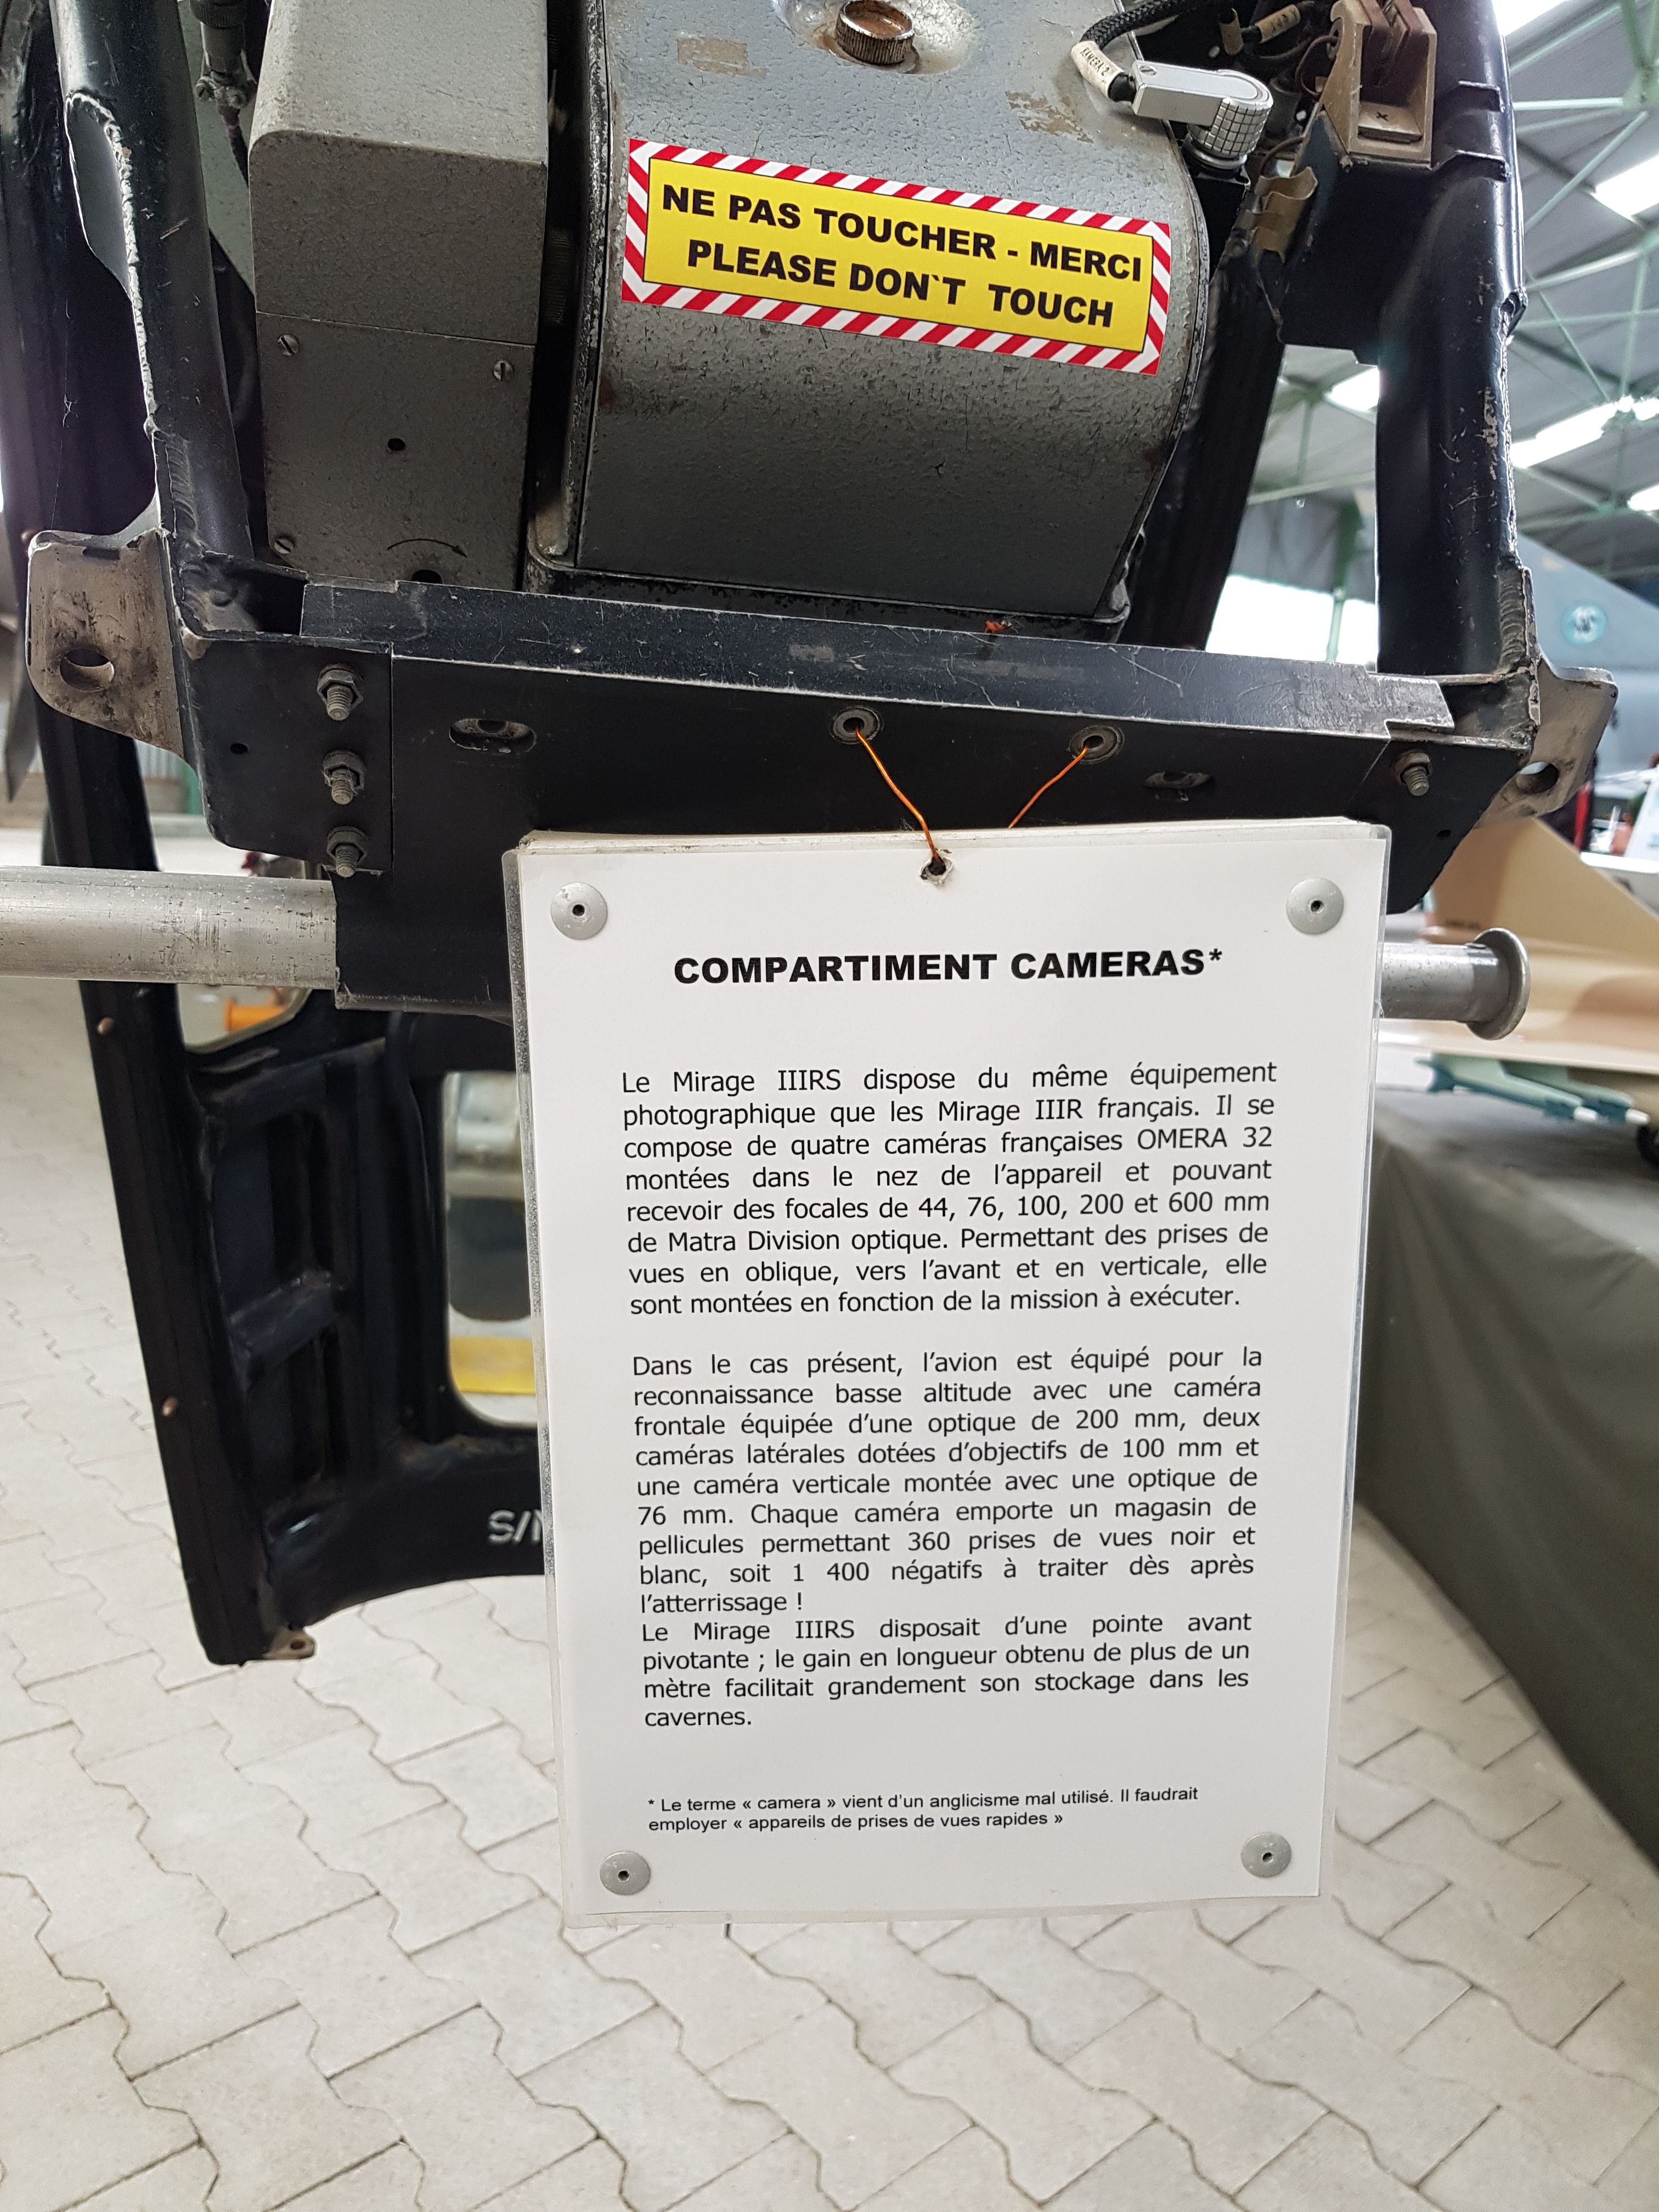 KAMERA 2
NE PAS TOUCHER - MERCI
PLEASE DON`T TOUCH
COMPARTIMENT CAMERAS*
Le Mirage IIIRS dispose du même équipement
photographique que les Mirage IIIR français. Il se
compose de quatre caméras françaises OMERA 32
montées dans le nez de l'appareil et pouvant
recevoir des focales de 44, 76, 100, 200 et 600 mm
de Matra Division optique. Permettant des prises de
vues en oblique, vers l'avant et en verticale, elle
sont montées en fonction de la mission à exécuter.
Dans le cas présent, l'avion est équipé pour la
reconnaissance basse altitude avec une caméra
frontale équipée d'une optique de 200 mm, deux
caméras latérales dotées d'objectifs de 100 mm et
une caméra verticale montée avec une optique de
76 mm. Chaque caméra emporte un magasin de
pellicules permettant 360 prises de vues noir et
blanc, soit 1 400 négatifs à traiter dès après
l'atterrissage !
Le Mirage IIIRS disposait d'une pointe avant
pivotante ; le gain en longueur obtenu de plus de un
mètre facilitait grandement son stockage dans les
cavernes.
* Le terme « camera » vient d'un anglicisme mal utilisé. Il faudrait
employer « appareils de prises de vues rapides »